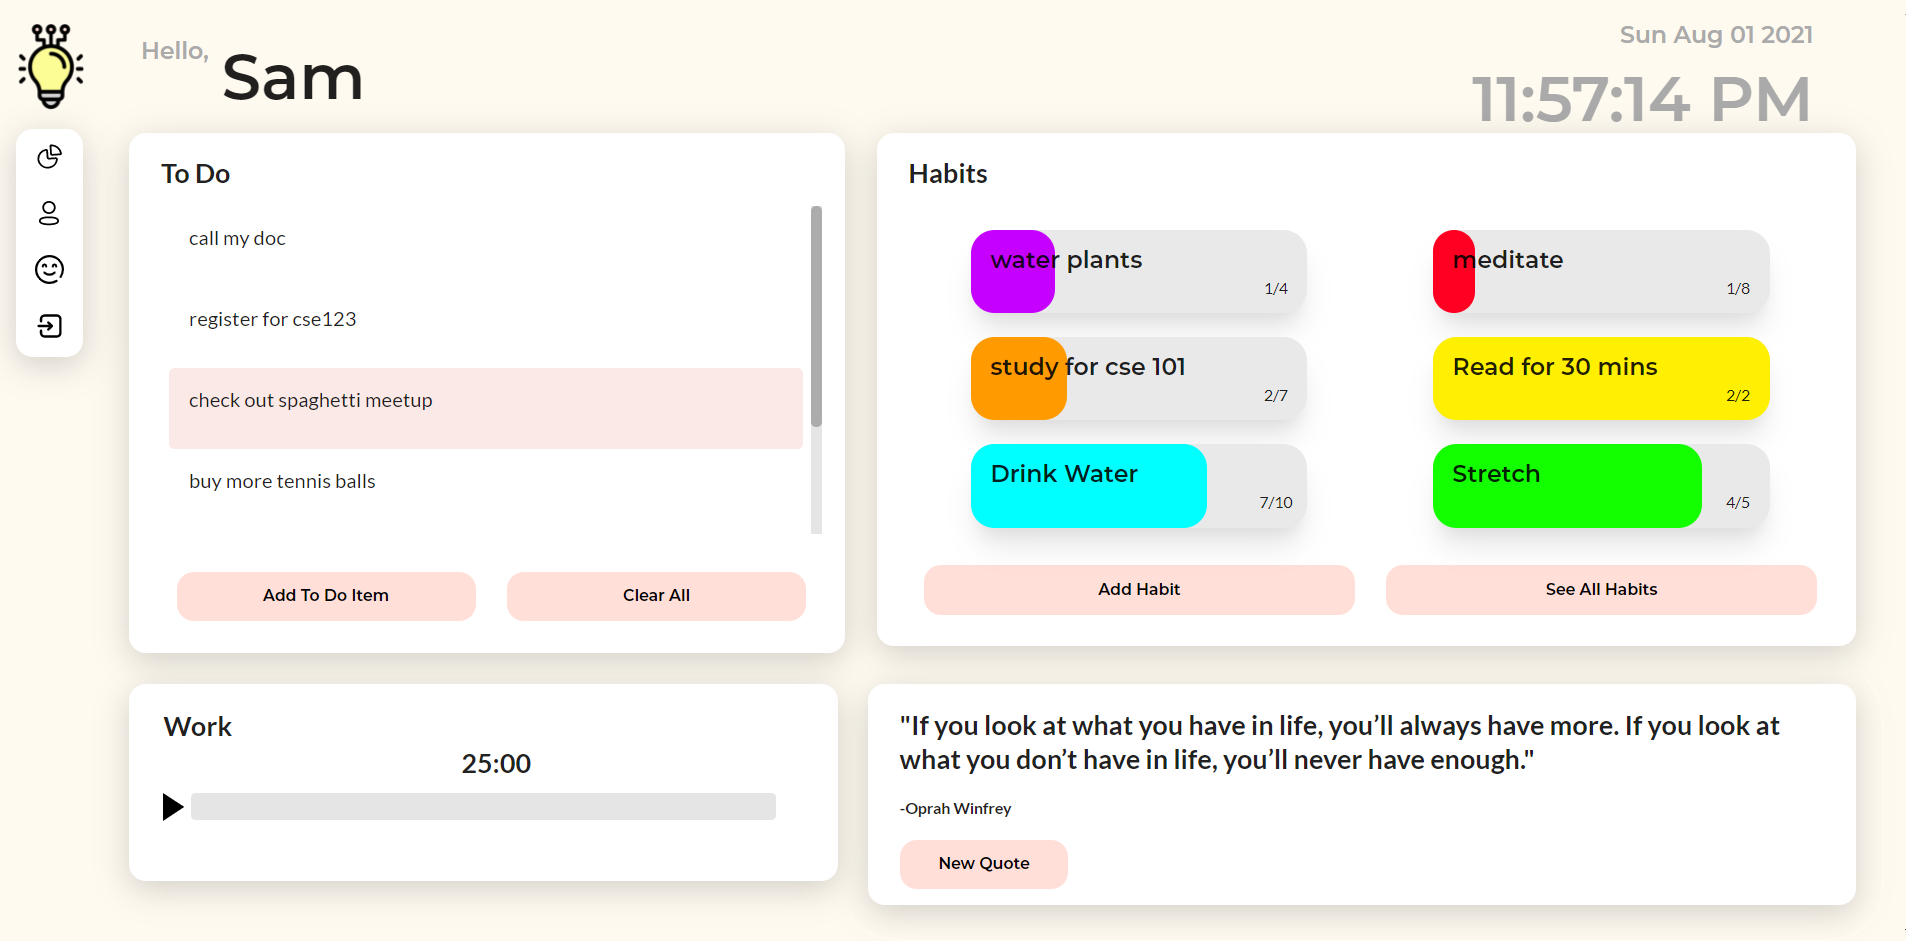 Hello,
Sam
Sun Aug 01 2021
11:57:14 PM
To Do
call my doc
register for cse123
check out spaghetti meetup
buy more tennis balls
Add To Do Item
Clear All
Habits
water plants
1/4
meditate
1/8
study for cse 101
2/7
Read for 30 mins
2/2
Drink Water
7/10
Stretch
4/5
Add Habit
See All Habits
Work
25:00
"If you look at what you have in life, you’ll always have more. If you look at
what you don’t have in life, you’ll never have enough."
-Oprah Winfrey
New Quote